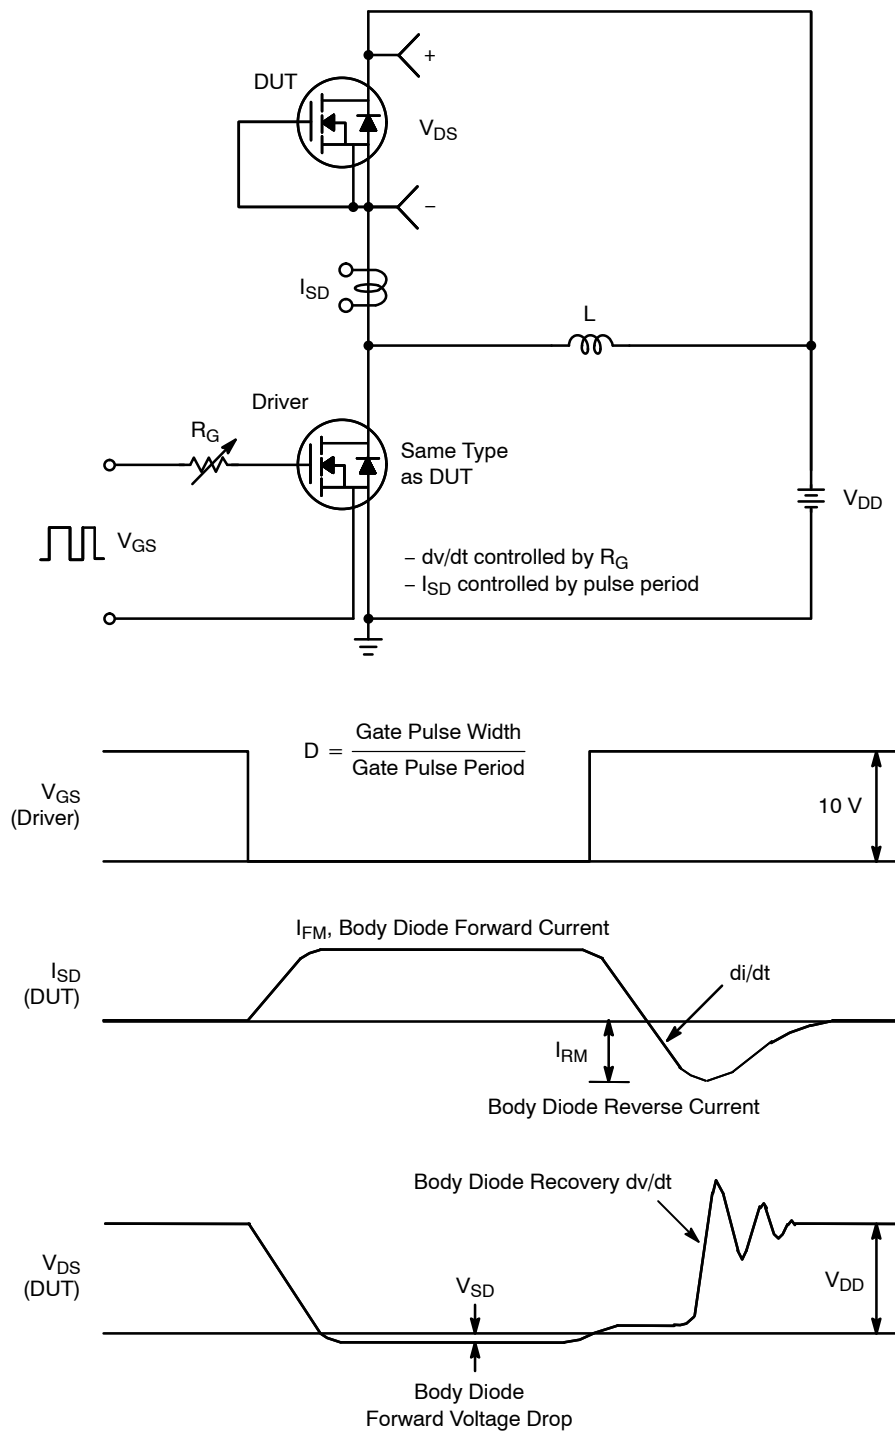 +
DUT
V_DS
−
I_SD
L
Driver
R_G
Same Type
as DUT
V_DD
V_GS
− dv/dt controlled by R_G
− I_SD controlled by pulse period
D = Gate Pulse Width
Gate Pulse Period
V_GS
(Driver)
10 V
I_FM, Body Diode Forward Current
I_SD
(DUT)
di/dt
I_RM
Body Diode Reverse Current
Body Diode Recovery dv/dt
V_DS
(DUT)
V_SD
V_DD
Body Diode
Forward Voltage Drop